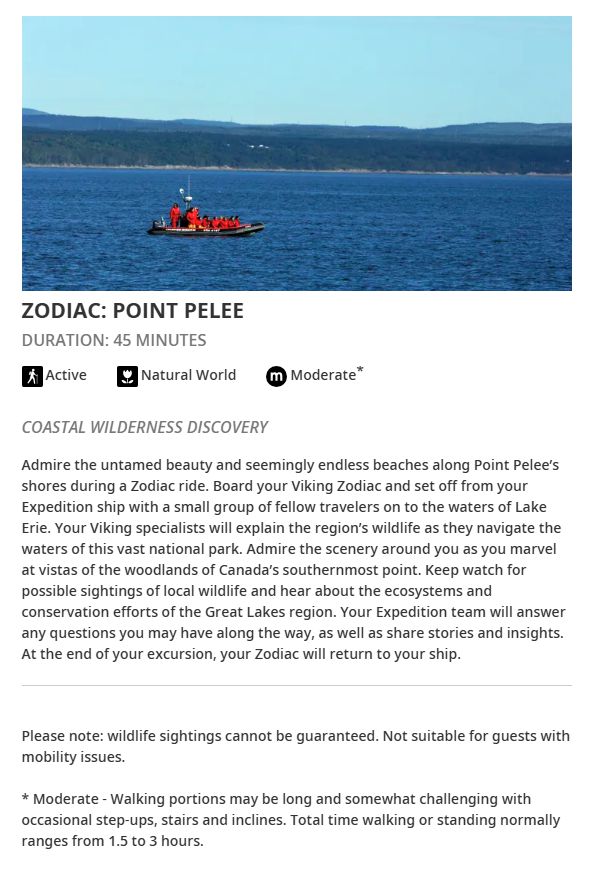 ZODIAC: POINT PELEE
DURATION: 45 MINUTES
Active Natural World m Moderate*
COASTAL WILDERNESS DISCOVERY
Admire the untamed beauty and seemingly endless beaches along Point Pelee's
shores during a Zodiac ride. Board your Viking Zodiac and set off from your
Expedition ship with a small group of fellow travelers on to the waters of Lake
Erie. Your Viking specialists will explain the region's wildlife as they navigate the
waters of this vast national park. Admire the scenery around you as you marvel
at vistas of the woodlands of Canada's southernmost point. Keep watch for
possible sightings of local wildlife and hear about the ecosystems and
conservation efforts of the Great Lakes region. Your Expedition team will answer
any questions you may have along the way, as well as share stories and insights.
At the end of your excursion, your Zodiac will return to your ship.
Please note: wildlife sightings cannot be guaranteed. Not suitable for guests with
mobility issues.
* Moderate - Walking portions may be long and somewhat challenging with
occasional step-ups, stairs and inclines. Total time walking or standing normally
ranges from 1.5 to 3 hours.